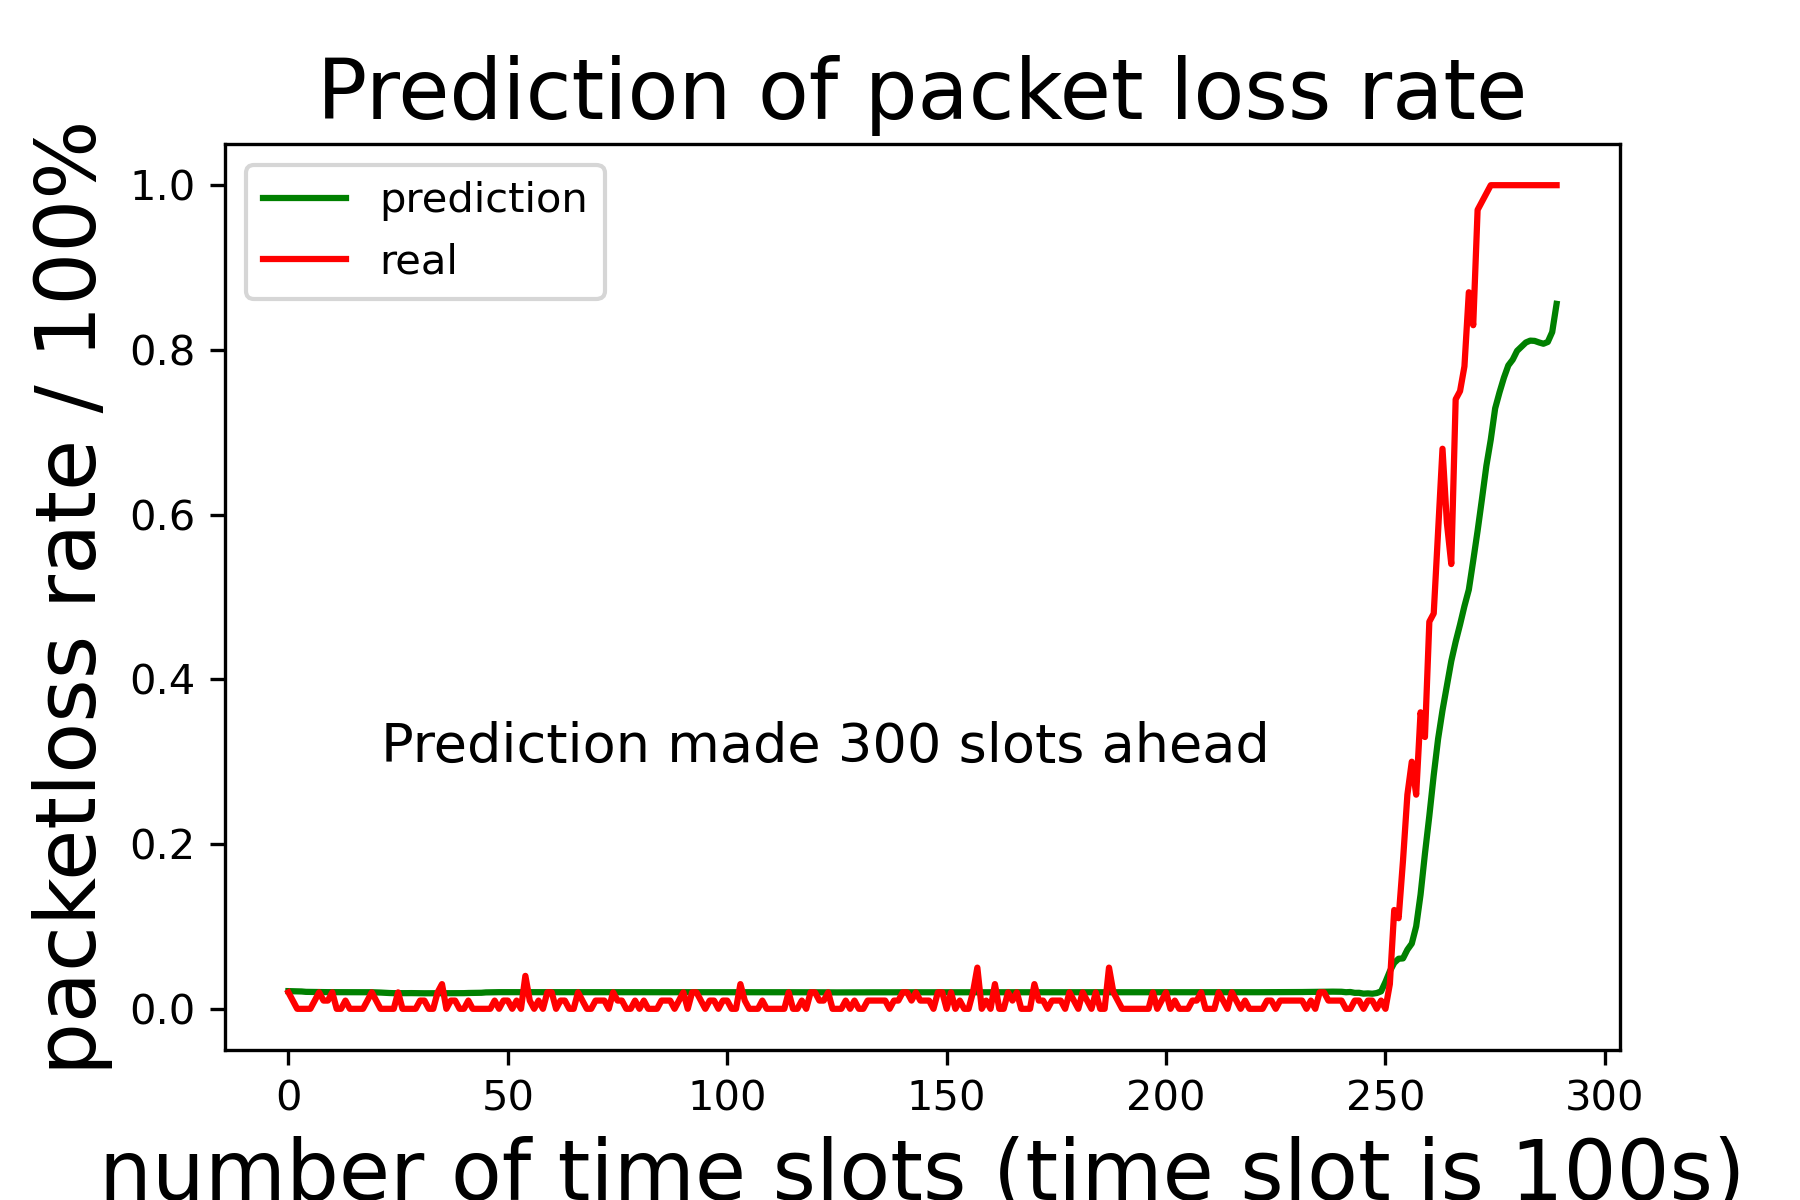 Prediction of packet loss rate
packetloss rate / 100%
1.0
0.8
0.6
0.4
0.2
0.0
prediction
real
Prediction made 300 slots ahead
0 50 100 150 200 250 300
number of time slots (time slot is 100s)